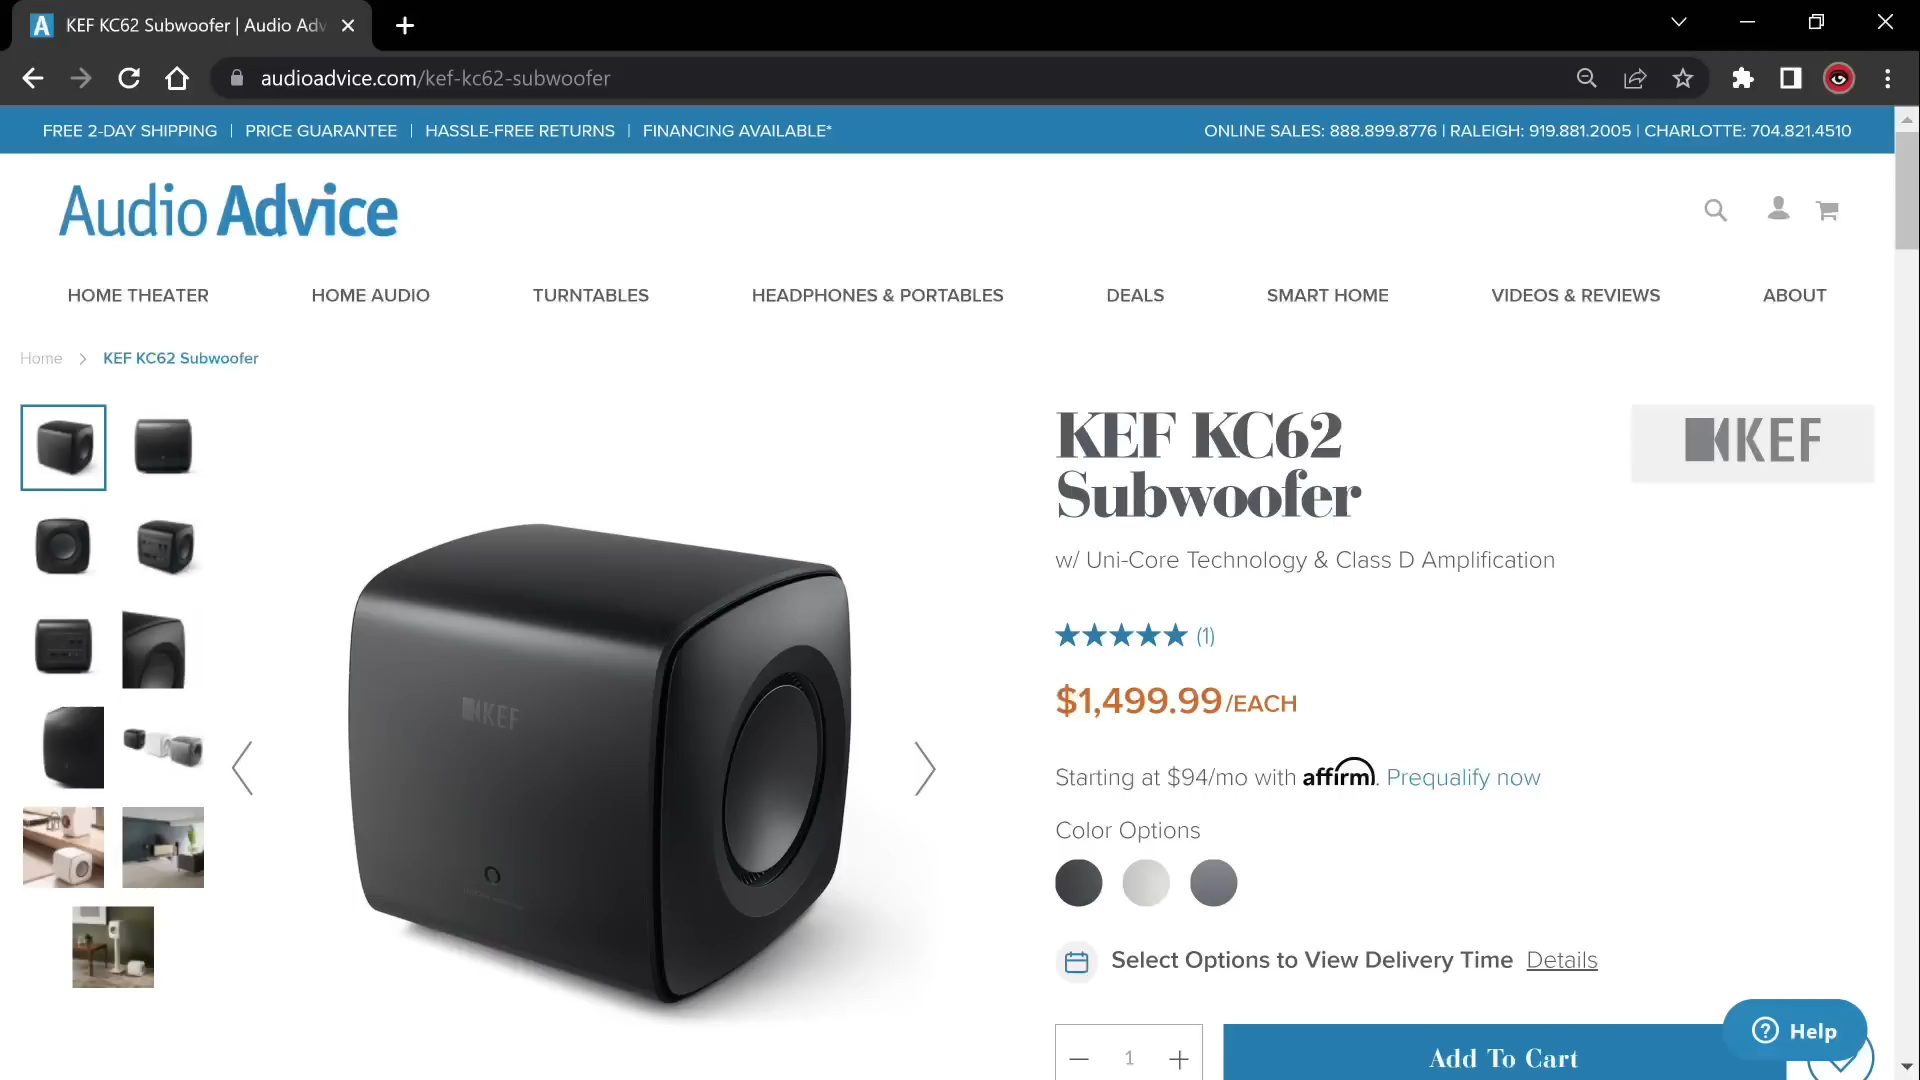 KEF KC62 Subwoofer | Audio Adv
audioadvice.com/kef-kc62-subwoofer
FREE 2-DAY SHIPPING | PRICE GUARANTEE | HASSLE-FREE RETURNS | FINANCING AVAILABLE*
ONLINE SALES: 888.899.8776 | RALEIGH: 919.881.2005 | CHARLOTTE: 704.821.4510
Audio Advice
HOME THEATER
HOME AUDIO
TURNTABLES
HEADPHONES & PORTABLES
DEALS
SMART HOME
VIDEOS & REVIEWS
ABOUT
Home > KEF KC62 Subwoofer
KEF
KEF KC62
Subwoofer
KEF
w/ Uni-Core Technology & Class D Amplification
(1)
$1,499.99/EACH
Starting at $94/mo with affirm. Prequalify now
Color Options
Select Options to View Delivery Time Details
1
Add To Cart
Help